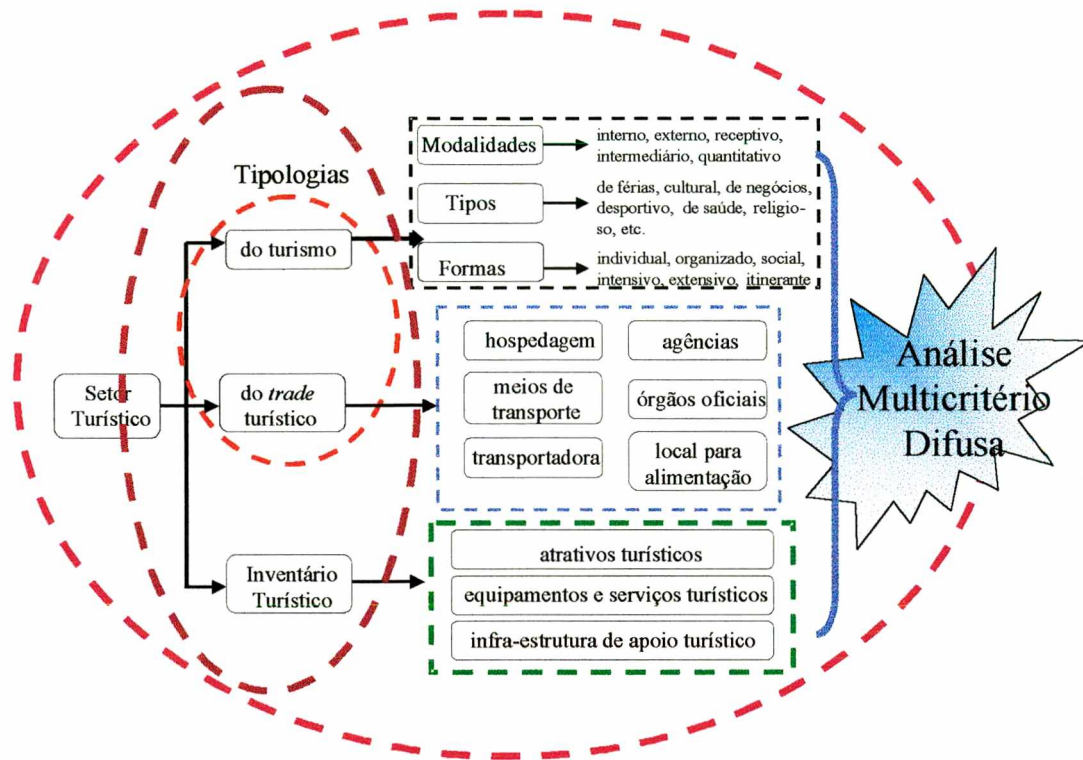 Tipologias
Setor
Turístico
do turismo
do trade
turístico
Inventário
Turístico
Modalidades
interno, externo, receptivo,
intermediário, quantitativo
Tipos
de férias, cultural, de negócios,
desportivo, de saúde, religio-
so, etc.
Formas
individual, organizado, social,
intensivo, extensivo, itinerante
hospedagem
agências
meios de
transporte
órgãos oficiais
transportadora
local para
alimentação
atrativos turísticos
equipamentos e serviços turísticos
infra-estrutura de apoio turístico
Análise
Multicritério
Difusa